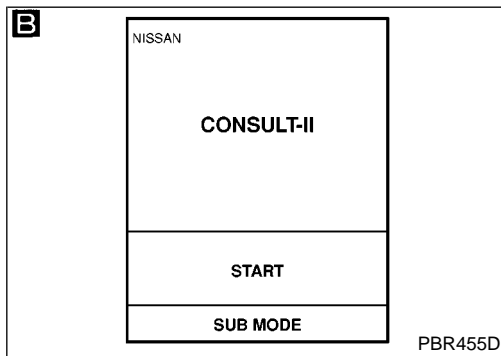 B
NISSAN
CONSULT-II
START
SUB MODE
PBR455D